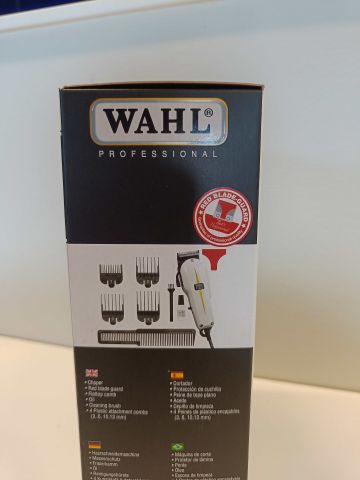 WAHL®
PROFESSIONAL
RED BLADE-GUARD
• Clipper
• Red blade guard
• Flattop comb
• Oil
• Cleaning brush
• 4 Plastic attachment combs
(3, 6, 10,13 mm)
• Cortador
• Protección de cuchilla
• Peine de tope plano
• Aceite
• Cepillo de limpieza
• 4 Peines de plástico encajables
(3, 6, 10,13 mm)
• Haarschneidemaschine
• Messerschutz
• Friseurkamm
• Öl
• Reinigungsbürste
• Máquina de corte
• Protetor de lâmina
• Pente
• Óleo
• Escova de limpeza